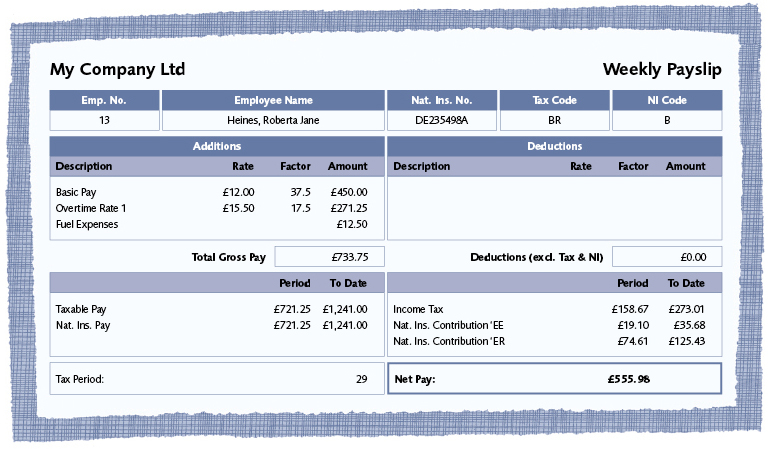 My Company Ltd Weekly Payslip
Emp. No. Employee Name Nat. Ins. No. Tax Code NI Code
13 Heines, Roberta Jane DE235498A BR B
Additions Deductions
Description Rate Factor Amount Description Rate Factor Amount
Basic Pay £12.00 37.5 £450.00
Overtime Rate 1 £15.50 17.5 £271.25
Fuel Expenses £12.50
Total Gross Pay £733.75 Deductions (excl. Tax & NI) £0.00
Period To Date Period To Date
Taxable Pay £721.25 £1,241.00 Income Tax £158.67 £273.01
Nat. Ins. Pay £721.25 £1,241.00 Nat. Ins. Contribution 'EE £19.10 £35.68
Nat. Ins. Contribution 'ER £74.61 £125.43
Tax Period: 29 Net Pay: £555.98